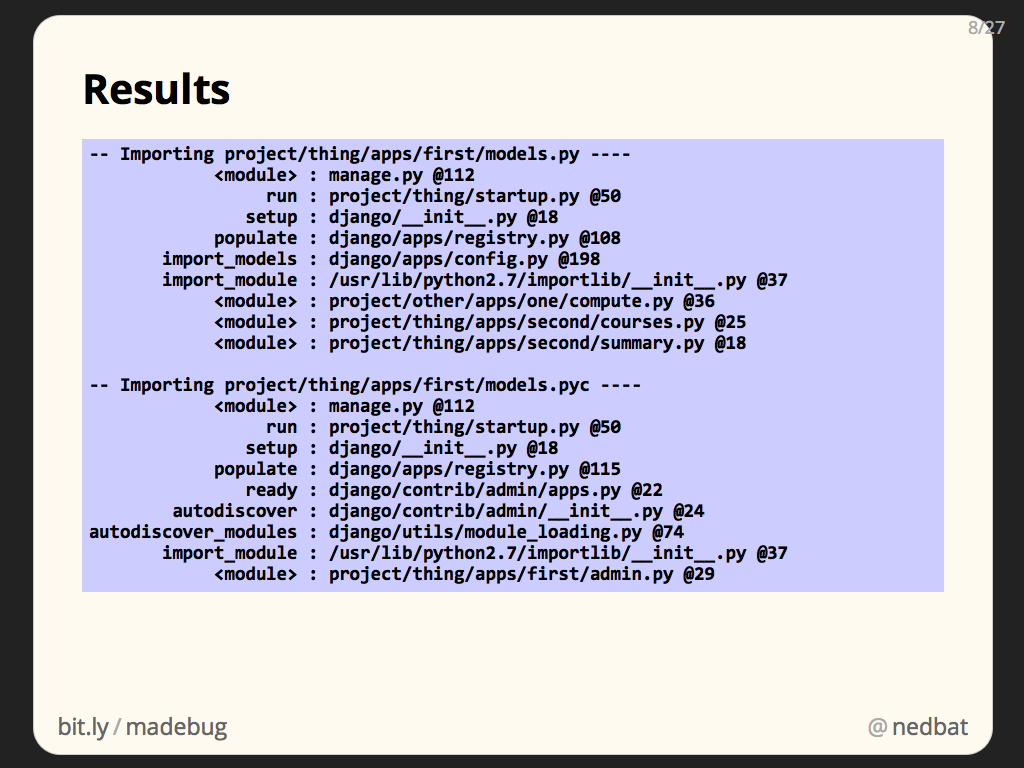 8/27
Results
-- Importing project/thing/apps/first/models.py ----
<module> : manage.py @112
run : project/thing/startup.py @50
setup : django/__init__.py @18
populate : django/apps/registry.py @108
import_models : django/apps/config.py @198
import_module : /usr/lib/python2.7/importlib/__init__.py @37
<module> : project/other/apps/one/compute.py @36
<module> : project/thing/apps/second/courses.py @25
<module> : project/thing/apps/second/summary.py @18
-- Importing project/thing/apps/first/models.pyc ----
<module> : manage.py @112
run : project/thing/startup.py @50
setup : django/__init__.py @18
populate : django/apps/registry.py @115
ready : django/contrib/admin/apps.py @22
autodiscover : django/contrib/admin/__init__.py @24
autodiscover_modules : django/utils/module_loading.py @74
import_module : /usr/lib/python2.7/importlib/__init__.py @37
<module> : project/thing/apps/first/admin.py @29
bit.ly/madebug
@nedbat